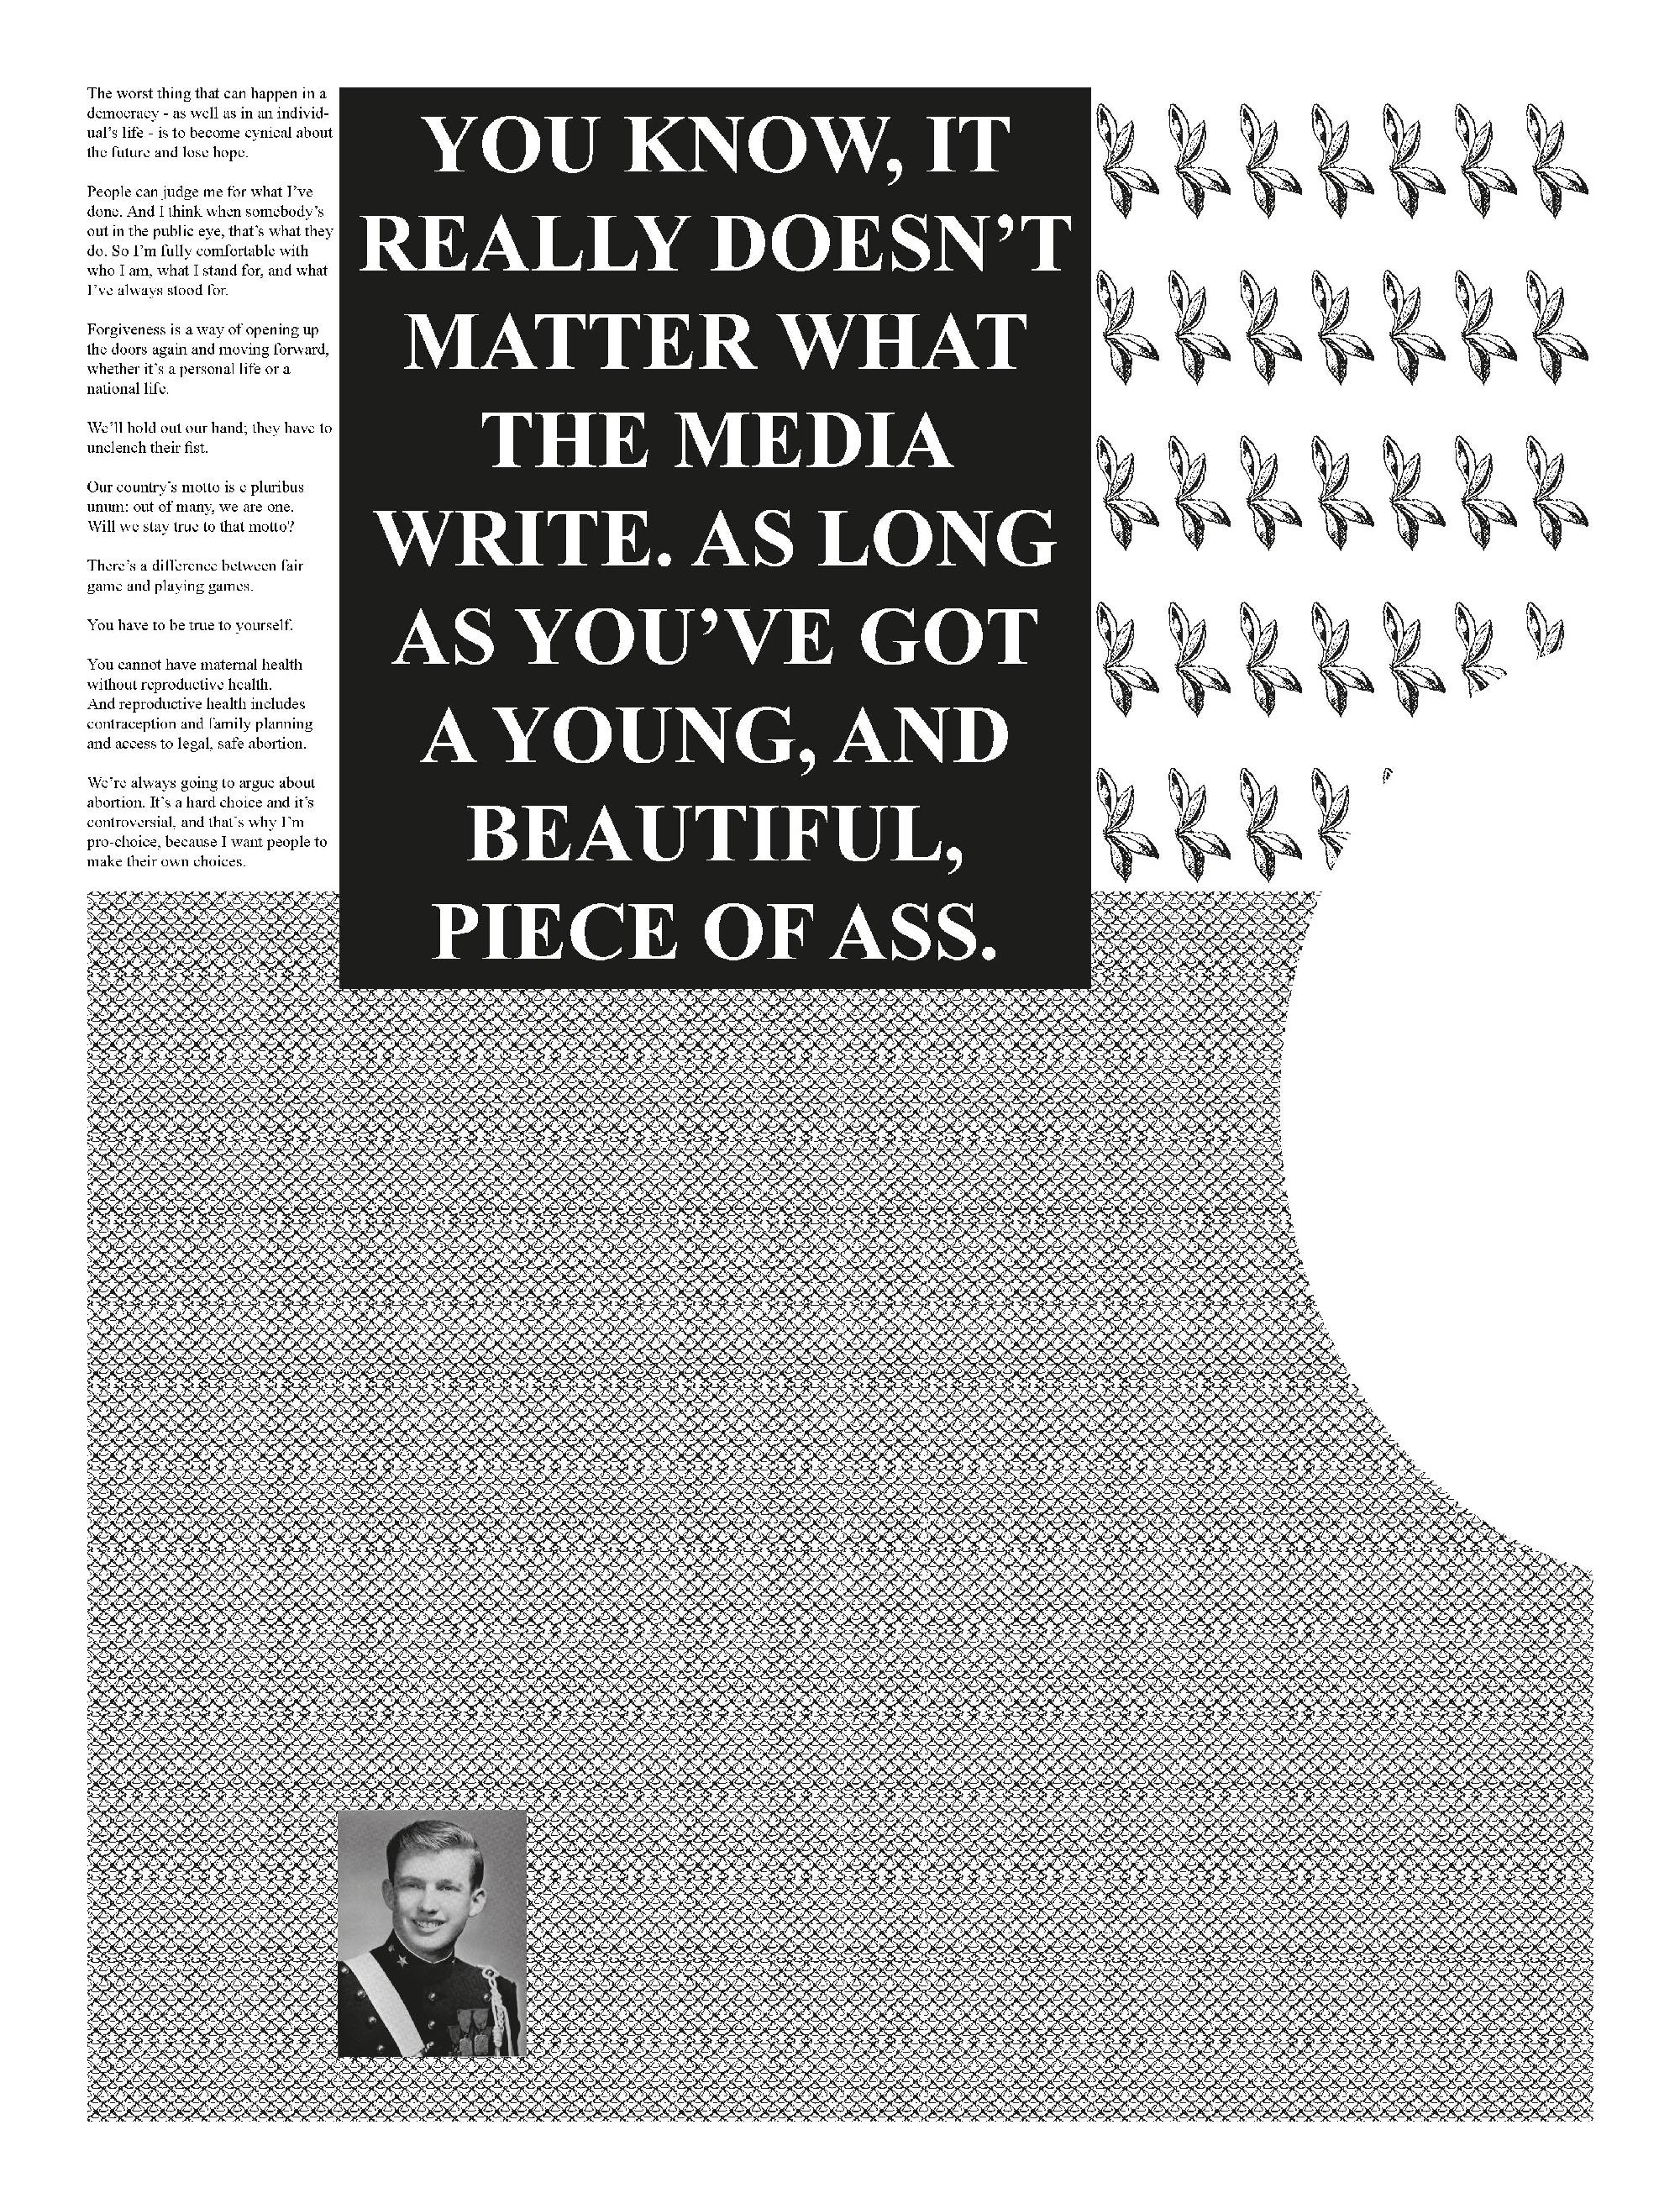 The worst thing that can happen in a
democracy - as well as in an individ-
ual's life - is to become cynical about
the future and lose hope.
People can judge me for what I've
done. And I think when somebody's
out in the public eye, that's what they
do. So I'm fully comfortable with
who I am, what I stand for, and what
I've always stood for.
Forgiveness is a way of opening up
the doors again and moving forward,
whether it's a personal life or a
national life.
We'll hold out our hand; they have to
unclench their fist.
Our country's motto is e pluribus
unum: out of many, we are one.
Will we stay true to that motto?
There's a difference between fair
game and playing games.
You have to be true to yourself.
You cannot have maternal health
without reproductive health.
And reproductive health includes
contraception and family planning
and access to legal, safe abortion.
We're always going to argue about
abortion. It's a hard choice and it's
controversial, and that's why I'm
pro-choice, because I want people to
make their own choices.
YOU KNOW, IT
REALLY DOESN'T
MATTER WHAT
THE MEDIA
WRITE. AS LONG
AS YOU'VE GOT
A YOUNG, AND
BEAUTIFUL,
PIECE OF ASS.